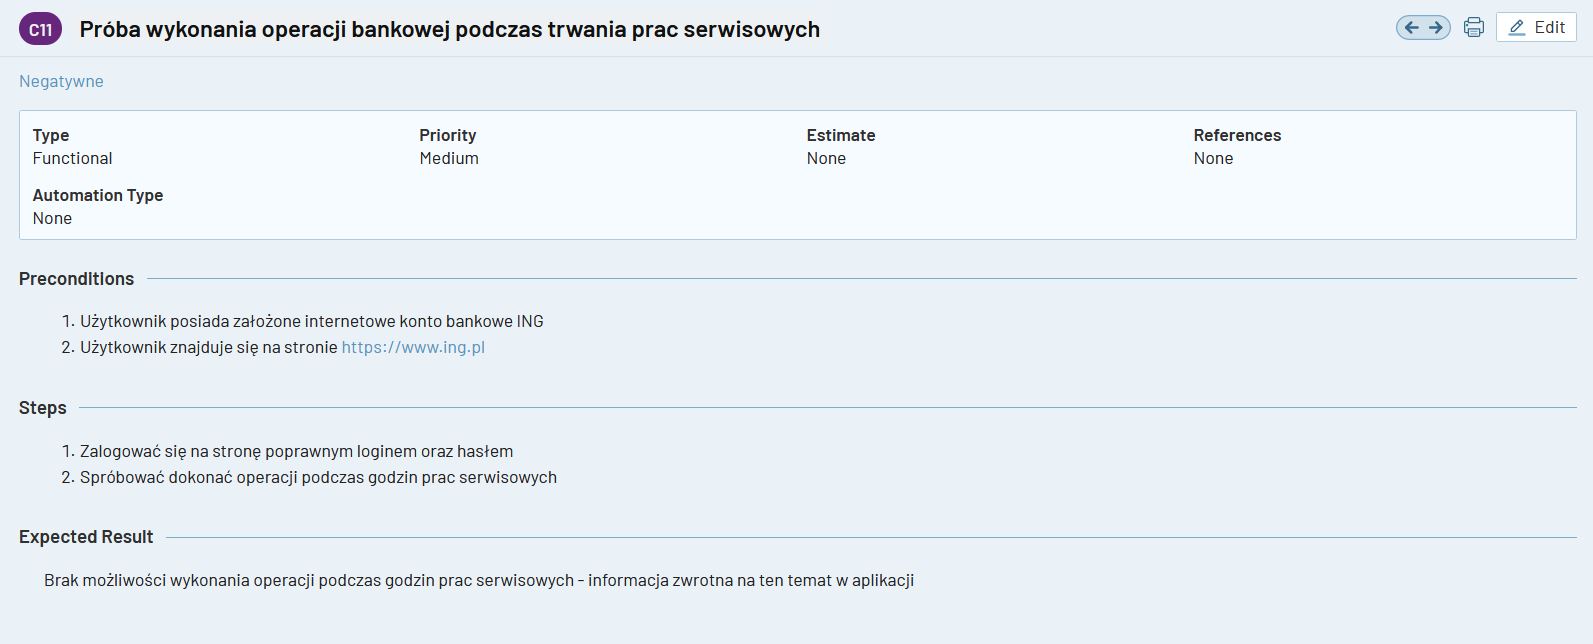 C11 Próba wykonania operacji bankowej podczas trwania prac serwisowych Edit
Negatywne
Type Priority Estimate References
Functional Medium None None
Automation Type
None
Preconditions
1. Użytkownik posiada założone internetowe konto bankowe ING
2. Użytkownik znajduje się na stronie https://www.ing.pl
Steps
1. Zalogować się na stronę poprawnym loginem oraz hasłem
2. Spróbować dokonać operacji podczas godzin prac serwisowych
Expected Result
Brak możliwości wykonania operacji podczas godzin prac serwisowych - informacja zwrotna na ten temat w aplikacji